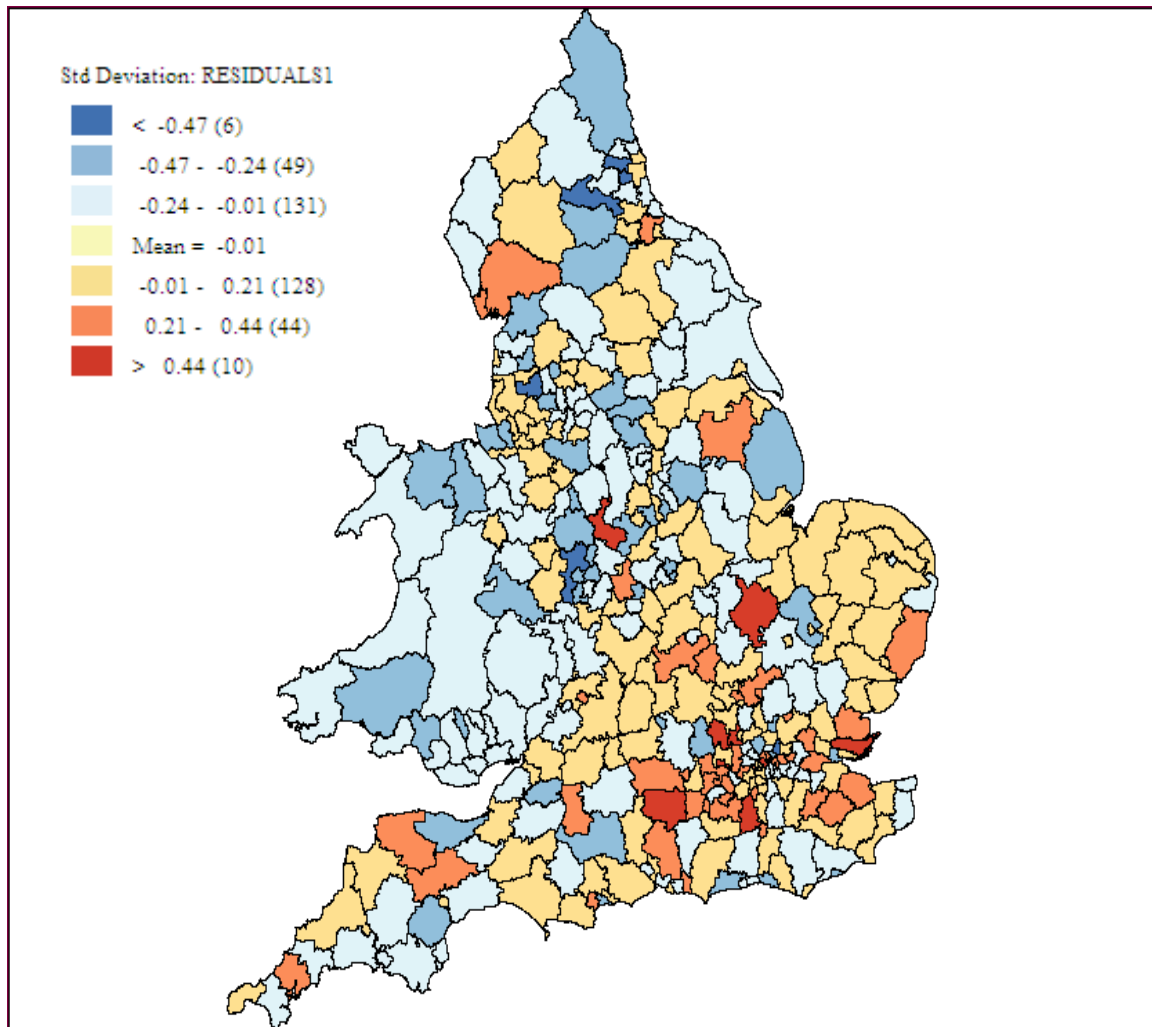 Std Deviation: RESIDUALS1
< -0.47 (6)
-0.47 - -0.24 (49)
-0.24 - -0.01 (131)
Mean = -0.01
-0.01 - 0.21 (128)
0.21 - 0.44 (44)
> 0.44 (10)